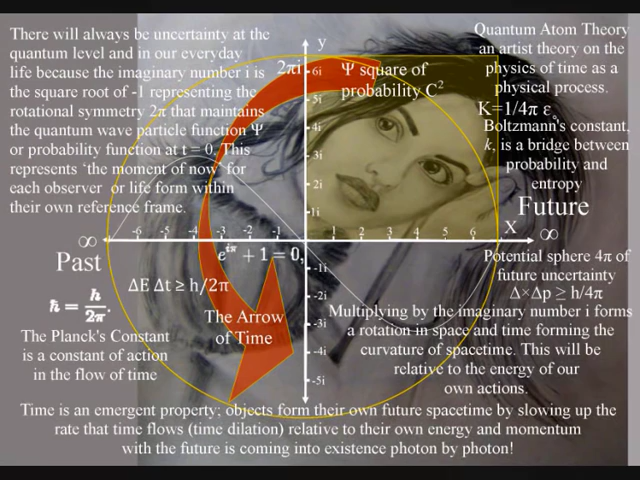 There will always be uncertainty at the
quantum level and in our everyday
life because the imaginary number i is
the square root of -1 representing the
rotational symmetry 2π that maintains
the quantum wave particle function Ψ
or probability function at t = 0. This
represents `the moment of now´ for
each observer or life form within
their own reference frame.
y
2πi
6i
5i
4i
3i
2i
1i
Ψ square of
probability C²
Quantum Atom Theory
an artist theory on the
physics of time as a
physical process.
K=1/4π ε₀
Boltzmann's constant,
k, is a bridge between
probability and
entropy
Future
∞ -6 -5 -4 -3 -2 -1 1 2 3 4 5 6 X ∞
Past
e^{iπ} + 1 = 0,
ΔE Δt ≥ h/2π
ħ = h/2π.
The Planck's Constant
is a constant of action
in the flow of time
The Arrow
of Time
-1i
-2i
-3i
-4i
-5i
Potential sphere 4π of
future uncertainty
Δ×Δp ≥ h/4π
Multiplying by the imaginary number i forms
a rotation in space and time forming the
curvature of spacetime. This will be
relative to the energy of our
own actions.
Time is an emergent property; objects form their own future spacetime by slowing up the
rate that time flows (time dilation) relative to their own energy and momentum
with the future is coming into existence photon by photon!